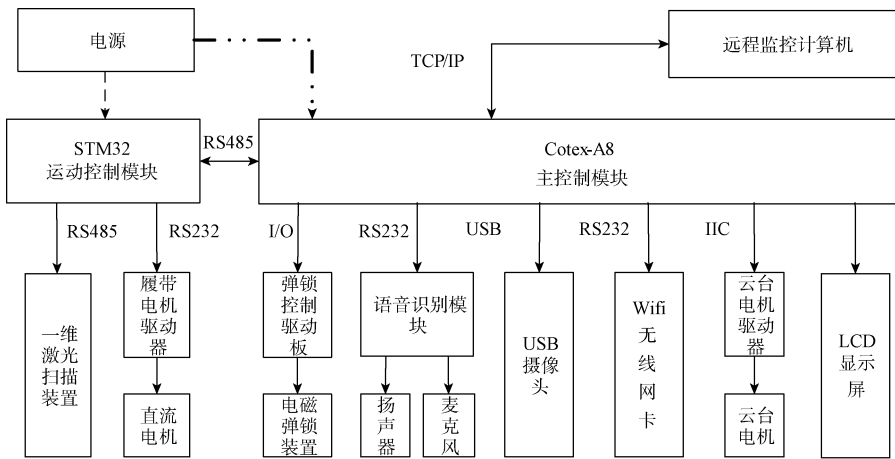 电源
远程监控计算机
TCP/IP
STM32
运动控制模块
RS485
Cotex-A8
主控制模块
RS485
RS232
I/O
RS232
USB
RS232
IIC
一维
激光
扫描
装置
履带
电机
驱动
器
直流
电机
弹锁
控制
驱动
板
电磁
弹锁
装置
语音识别模
块
扬
声
器
麦
克
风
USB
摄像
头
Wifi
无
线
网
卡
云台
电机
驱动
器
云台
电机
LCD
显示
屏